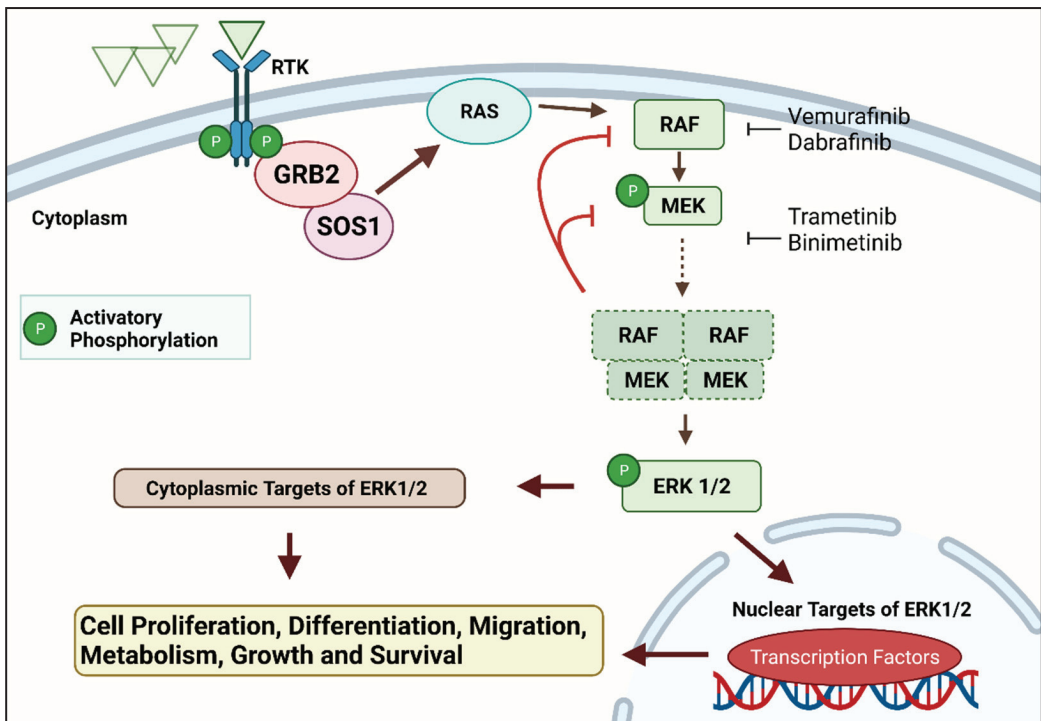 RTK
P
P
GRB2
SOS1
RAS
RAF
Vemurafinib
Dabrafinib
P
MEK
Trametinib
Binimetinib
Cytoplasm
P
Activatory
Phosphorylation
RAF
RAF
MEK
MEK
P
ERK 1/2
Cytoplasmic Targets of ERK1/2
Cell Proliferation, Differentiation, Migration,
Metabolism, Growth and Survival
Nuclear Targets of ERK1/2
Transcription Factors